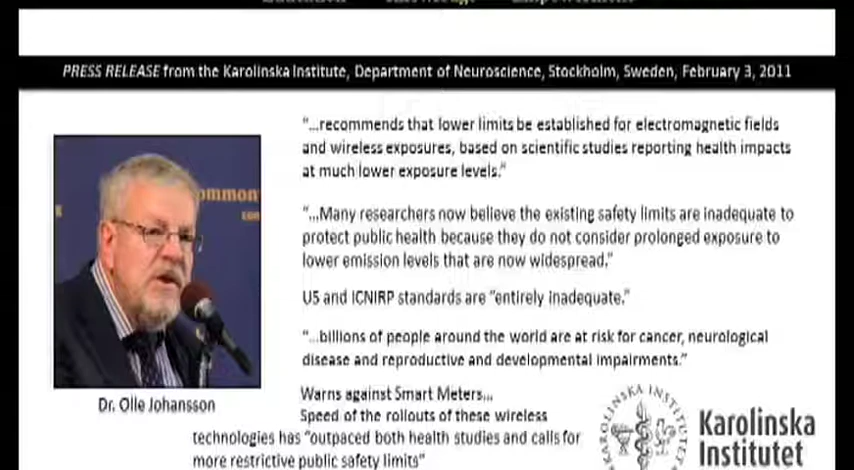 PRESS RELEASE from the Karolinska Institute, Department of Neuroscience, Stockholm, Sweden, February 3, 2011
"...recommends that lower limits be established for electromagnetic fields
and wireless exposures, based on scientific studies reporting health impacts
at much lower exposure levels."
"...Many researchers now believe the existing safety limits are inadequate to
protect public health because they do not consider prolonged exposure to
lower emission levels that are now widespread."
US and ICNIRP standards are "entirely inadequate."
"...billions of people around the world are at risk for cancer, neurological
disease and reproductive and developmental impairments."
Dr. Olle Johansson
Warns against Smart Meters...
Speed of the rollouts of these wireless
technologies has "outpaced both health studies and calls for
more restrictive public safety limits"
KAROLINSKA INSTITUTET
Karolinska
Institutet